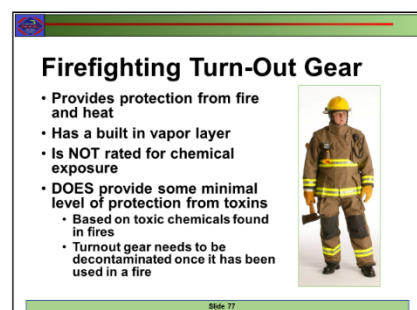 Firefighting Turn-Out Gear
• Provides protection from fire
and heat
• Has a built in vapor layer
• Is NOT rated for chemical
exposure
• DOES provide some minimal
level of protection from toxins
• Based on toxic chemicals found
in fires
• Turnout gear needs to be
decontaminated once it has been
used in a fire
Slide 77